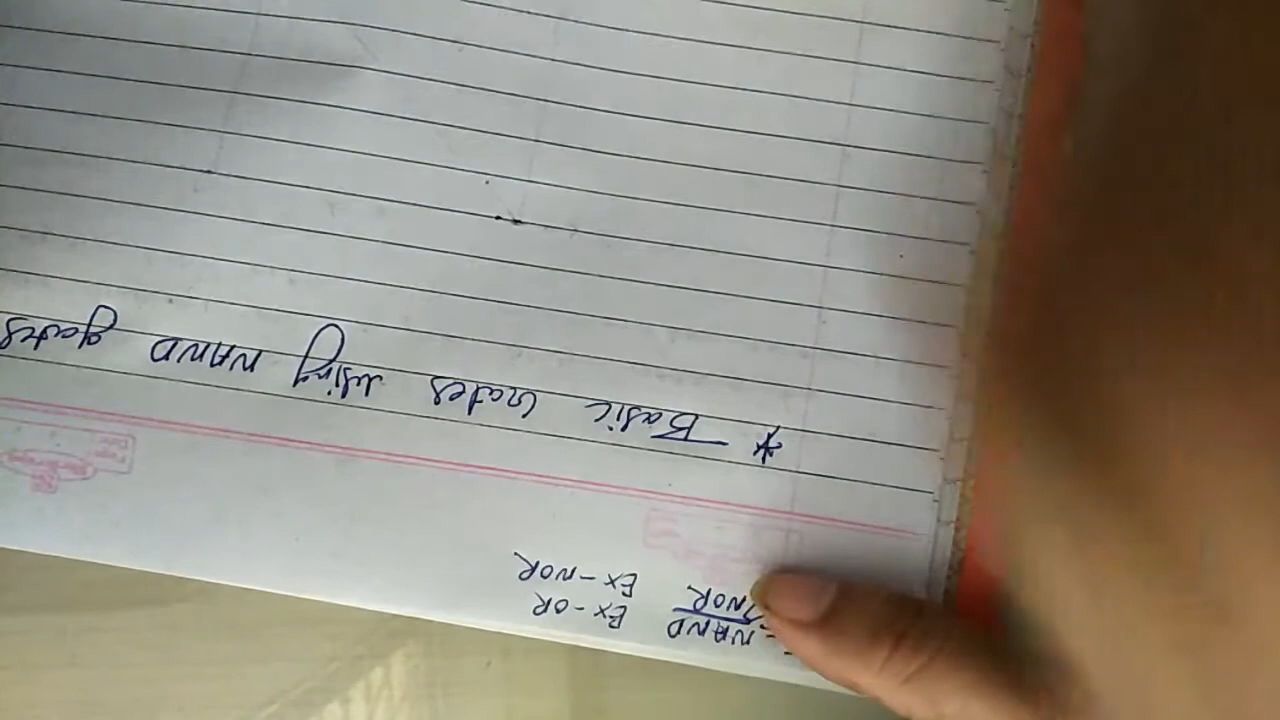 NAND Ex-OR
NOR Ex-NOR
* Basic Gates using NAND gates